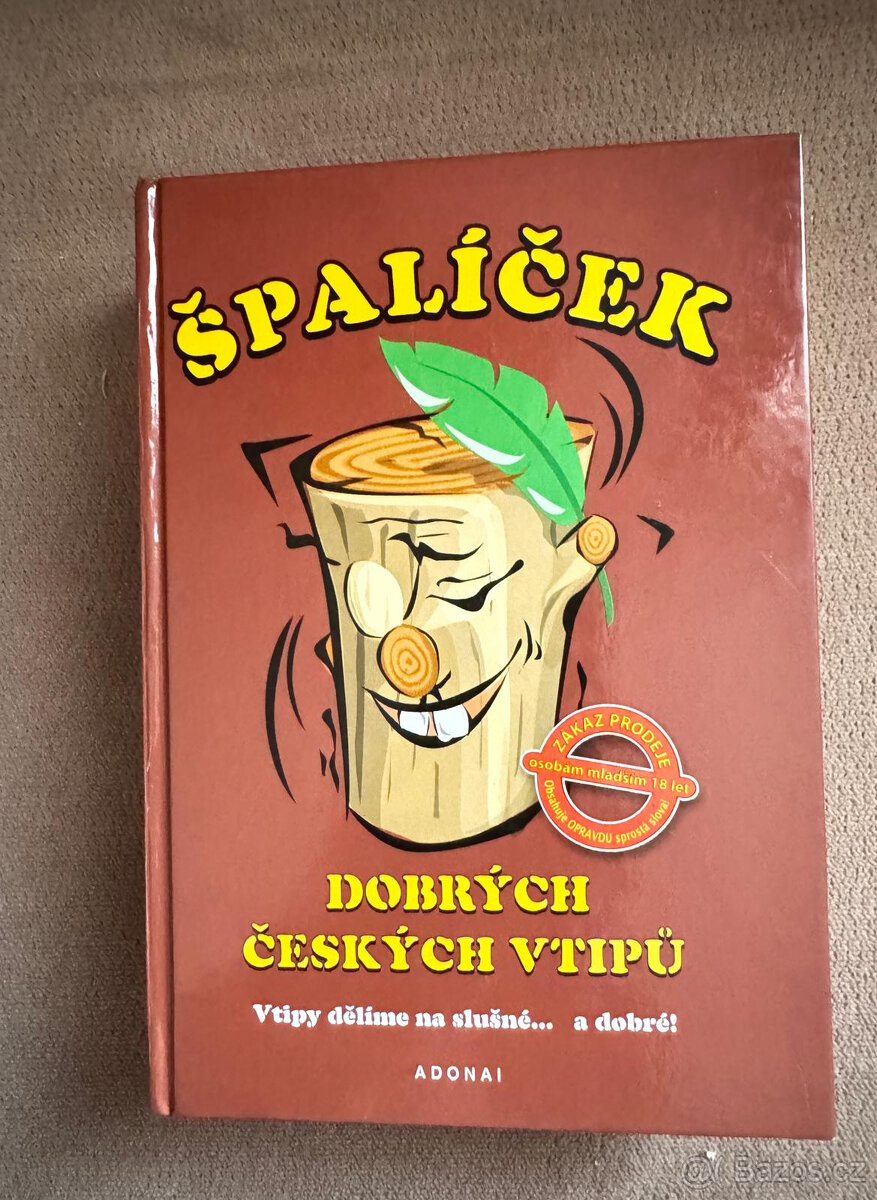 ŠPALÍČEK
ZÁKAZ PRODEJE
osobám mladším 18 let
Obsahuje OPRAVDU sprostá slova!
DOBRÝCH
ČESKÝCH VTIPŮ
Vtipy dělíme na slušné... a dobré!
ADONAI
Bazos.cz